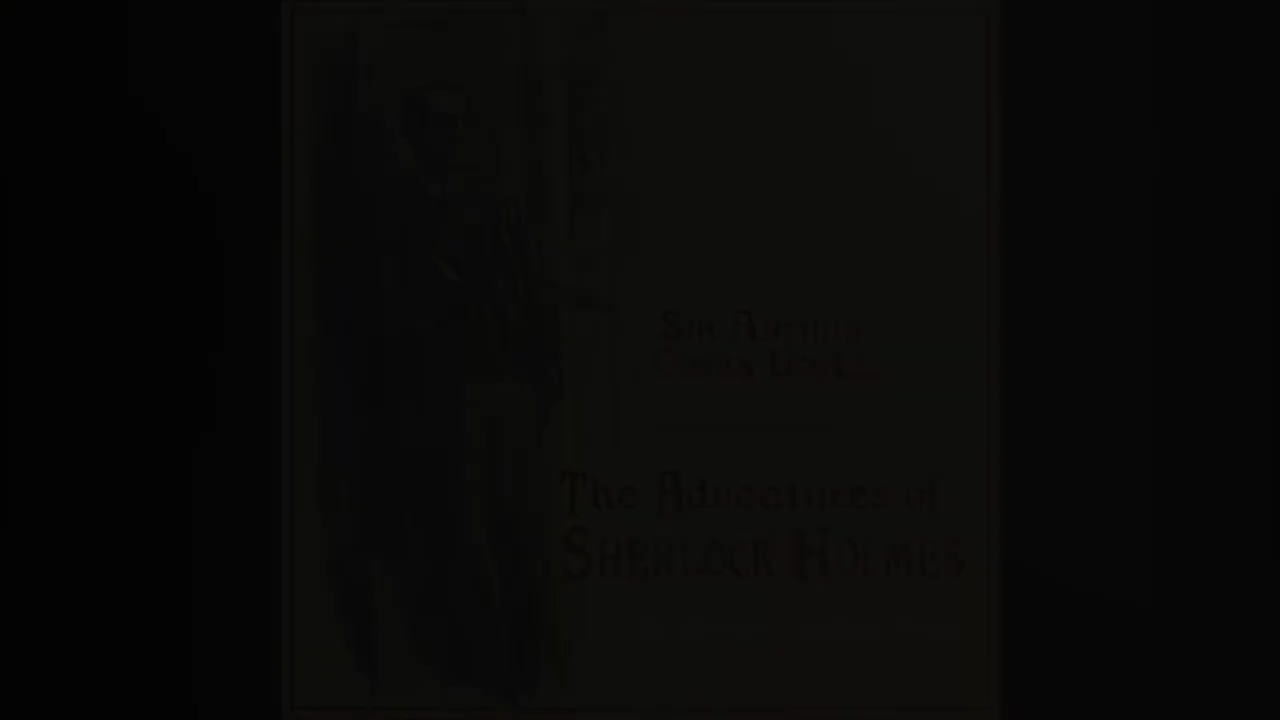 Sir Arthur
Conan Doyle
The Adventures of
Sherlock Holmes